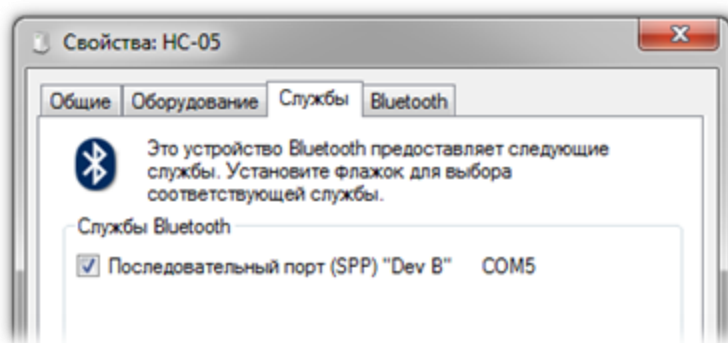 Свойства: HC-05
Общие Оборудование Службы Bluetooth
Это устройство Bluetooth предоставляет следующие
службы. Установите флажок для выбора
соответствующей службы.
Службы Bluetooth
Последовательный порт (SPP) "Dev B" COM5